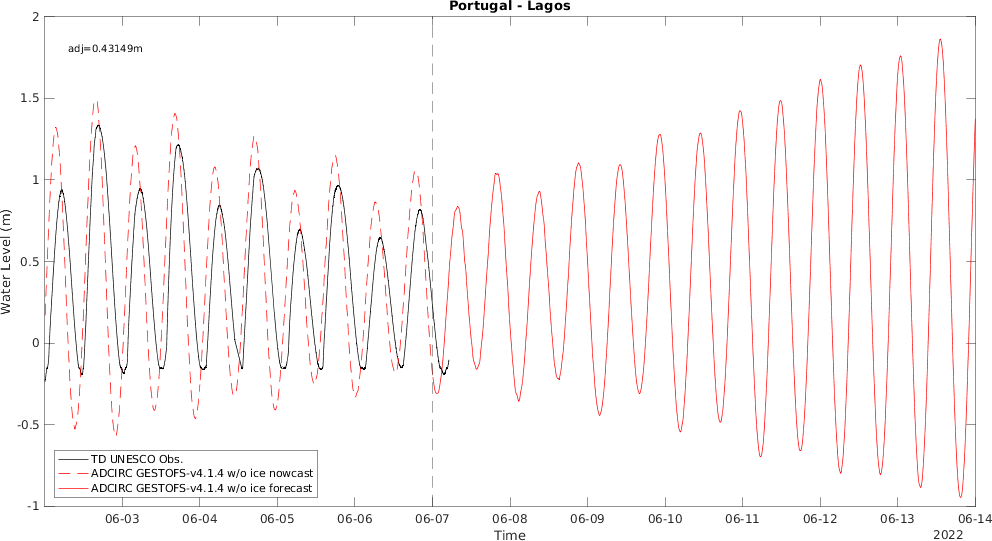 Portugal - Lagos
adj=0.43149m
2
1.5
1
0.5
0
-0.5
-1
Water Level (m)
TD UNESCO Obs.
ADCIRC GESTOFS-v4.1.4 w/o ice nowcast
ADCIRC GESTOFS-v4.1.4 w/o ice forecast
06-03 06-04 06-05 06-06 06-07 06-08 06-09 06-10 06-11 06-12 06-13 06-14
Time
2022